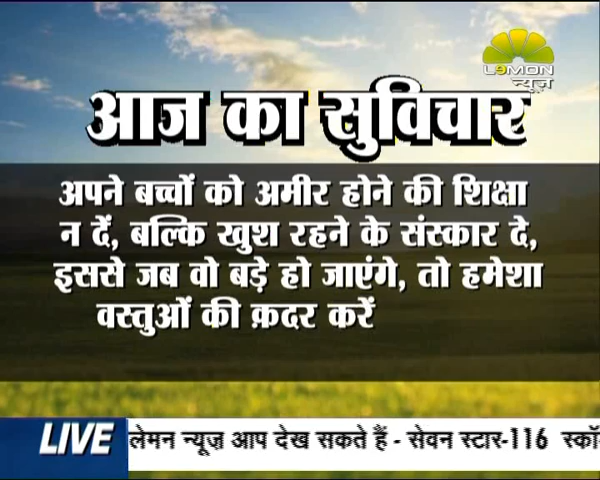 LEMON
न्यूज़
आज का सुविचार
अपने बच्चों को अमीर होने की शिक्षा
न दें, बल्कि खुश रहने के संस्कार दे,
इससे जब वो बड़े हो जाएंगे, तो हमेशा
वस्तुओं की क़दर करें
LIVE
लेमन न्यूज़ आप देख सकते हैं - सेवन स्टार-116 स्कॉ